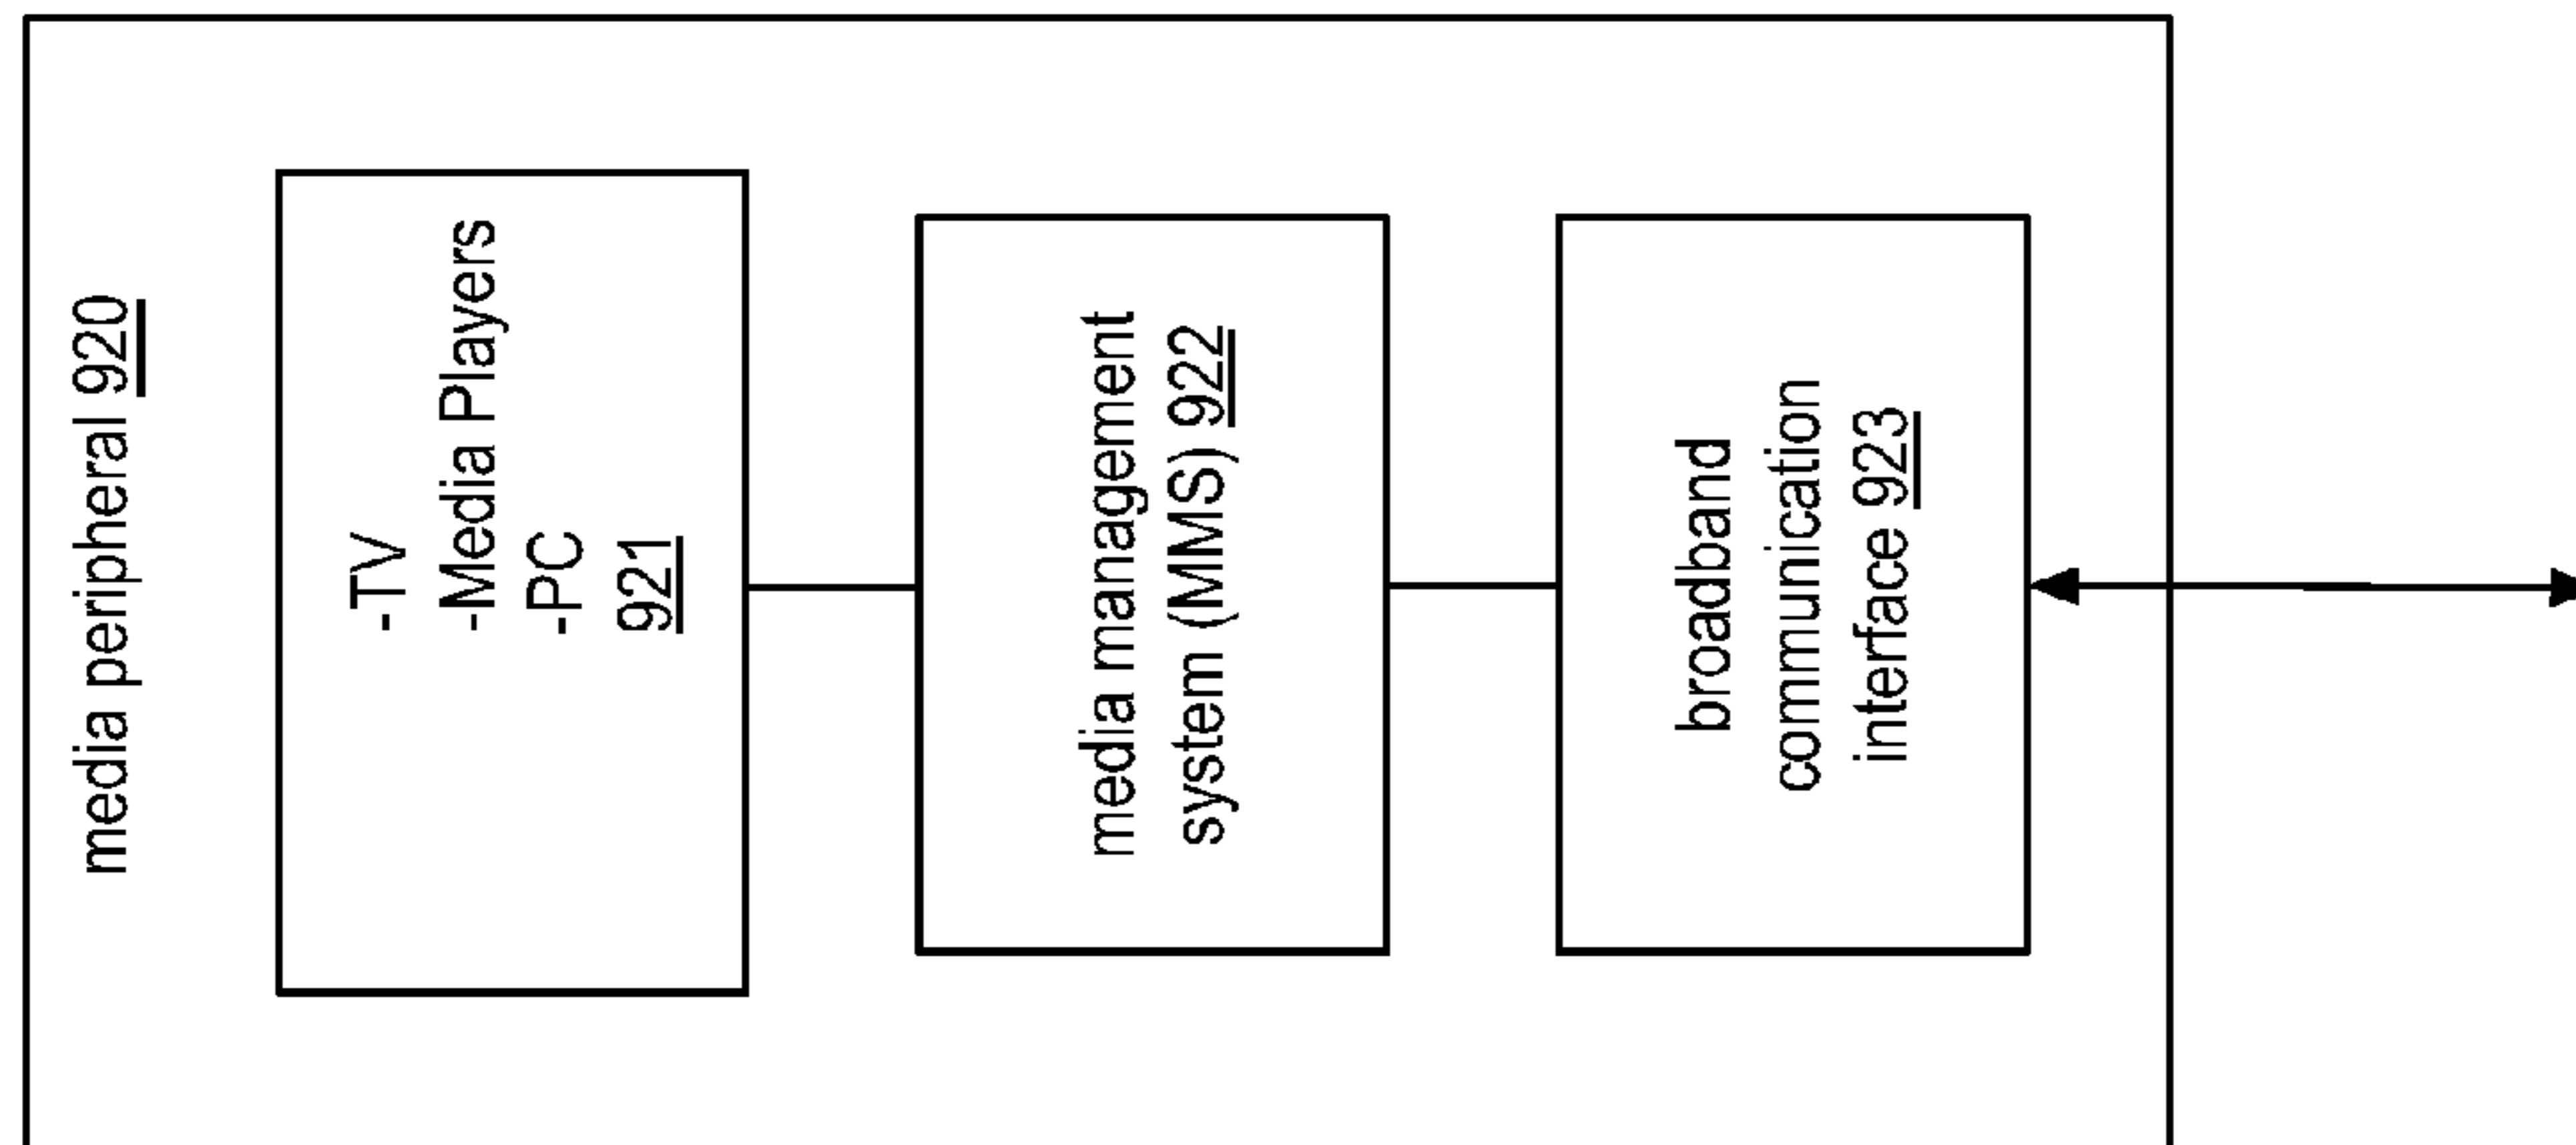 media peripheral 920
-TV
-Media Players
-PC
921
media management
system (MMS) 922
broadband
communication
interface 923